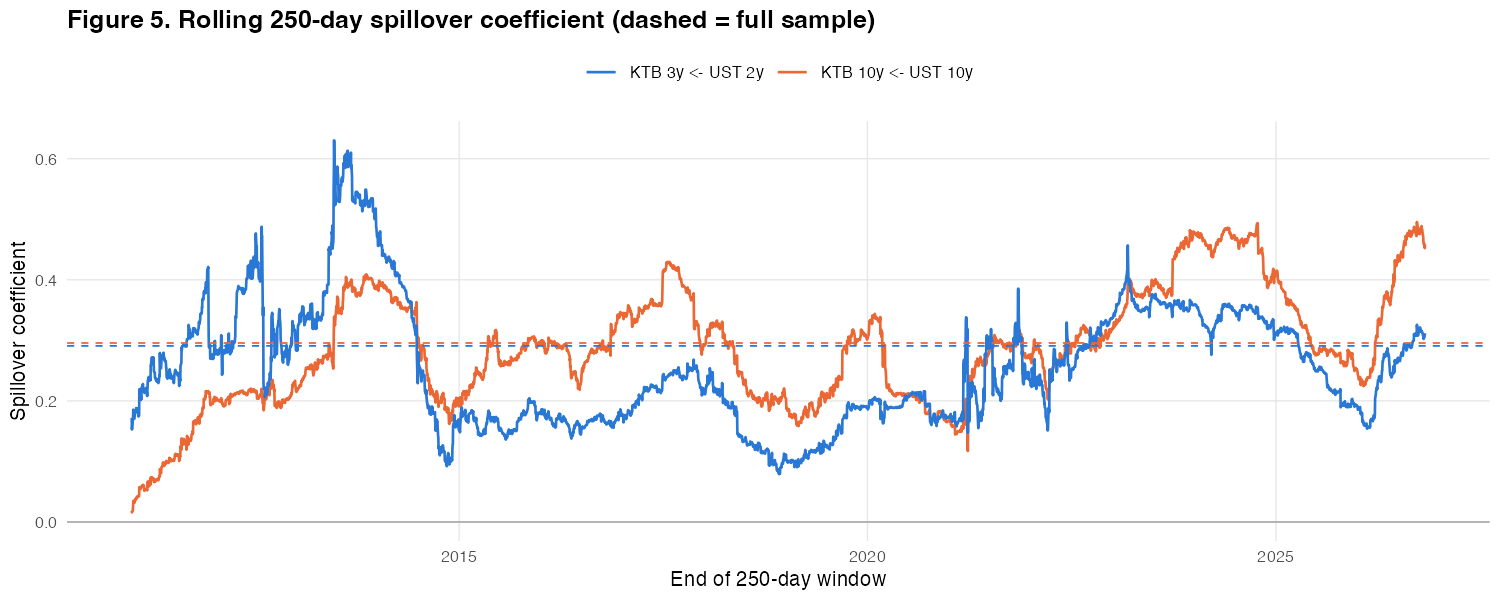 Figure 5. Rolling 250-day spillover coefficient (dashed = full sample)
KTB 3y <- UST 2y KTB 10y <- UST 10y
Spillover coefficient
0.6
0.4
0.2
0.0
2015 2020 2025
End of 250-day window